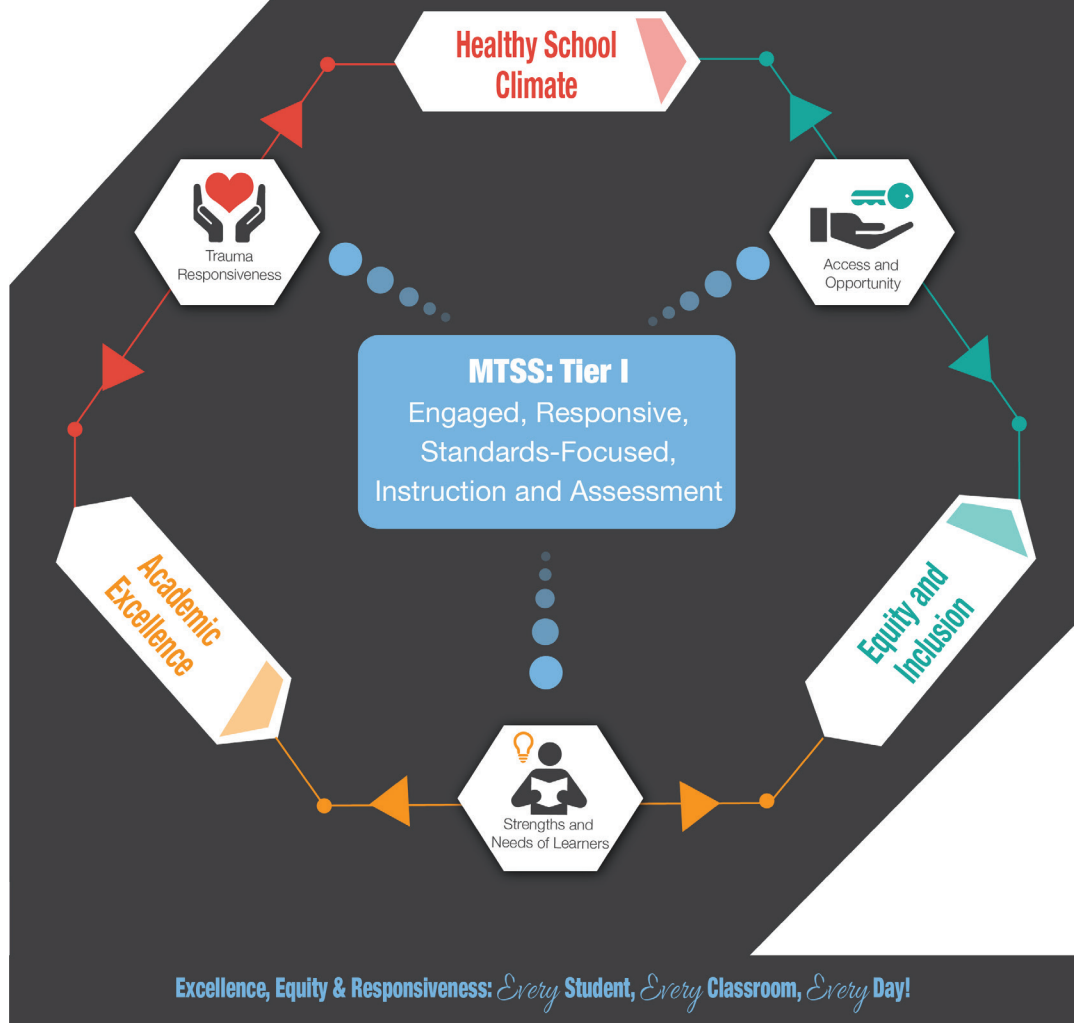 Healthy School
Climate
Trauma
Responsiveness
Access and
Opportunity
MTSS: Tier I
Engaged, Responsive,
Standards-Focused,
Instruction and Assessment
Academic
Excellence
Equity and
Inclusion
Strengths and
Needs of Learners
Excellence, Equity & Responsiveness: Every Student, Every Classroom, Every Day!